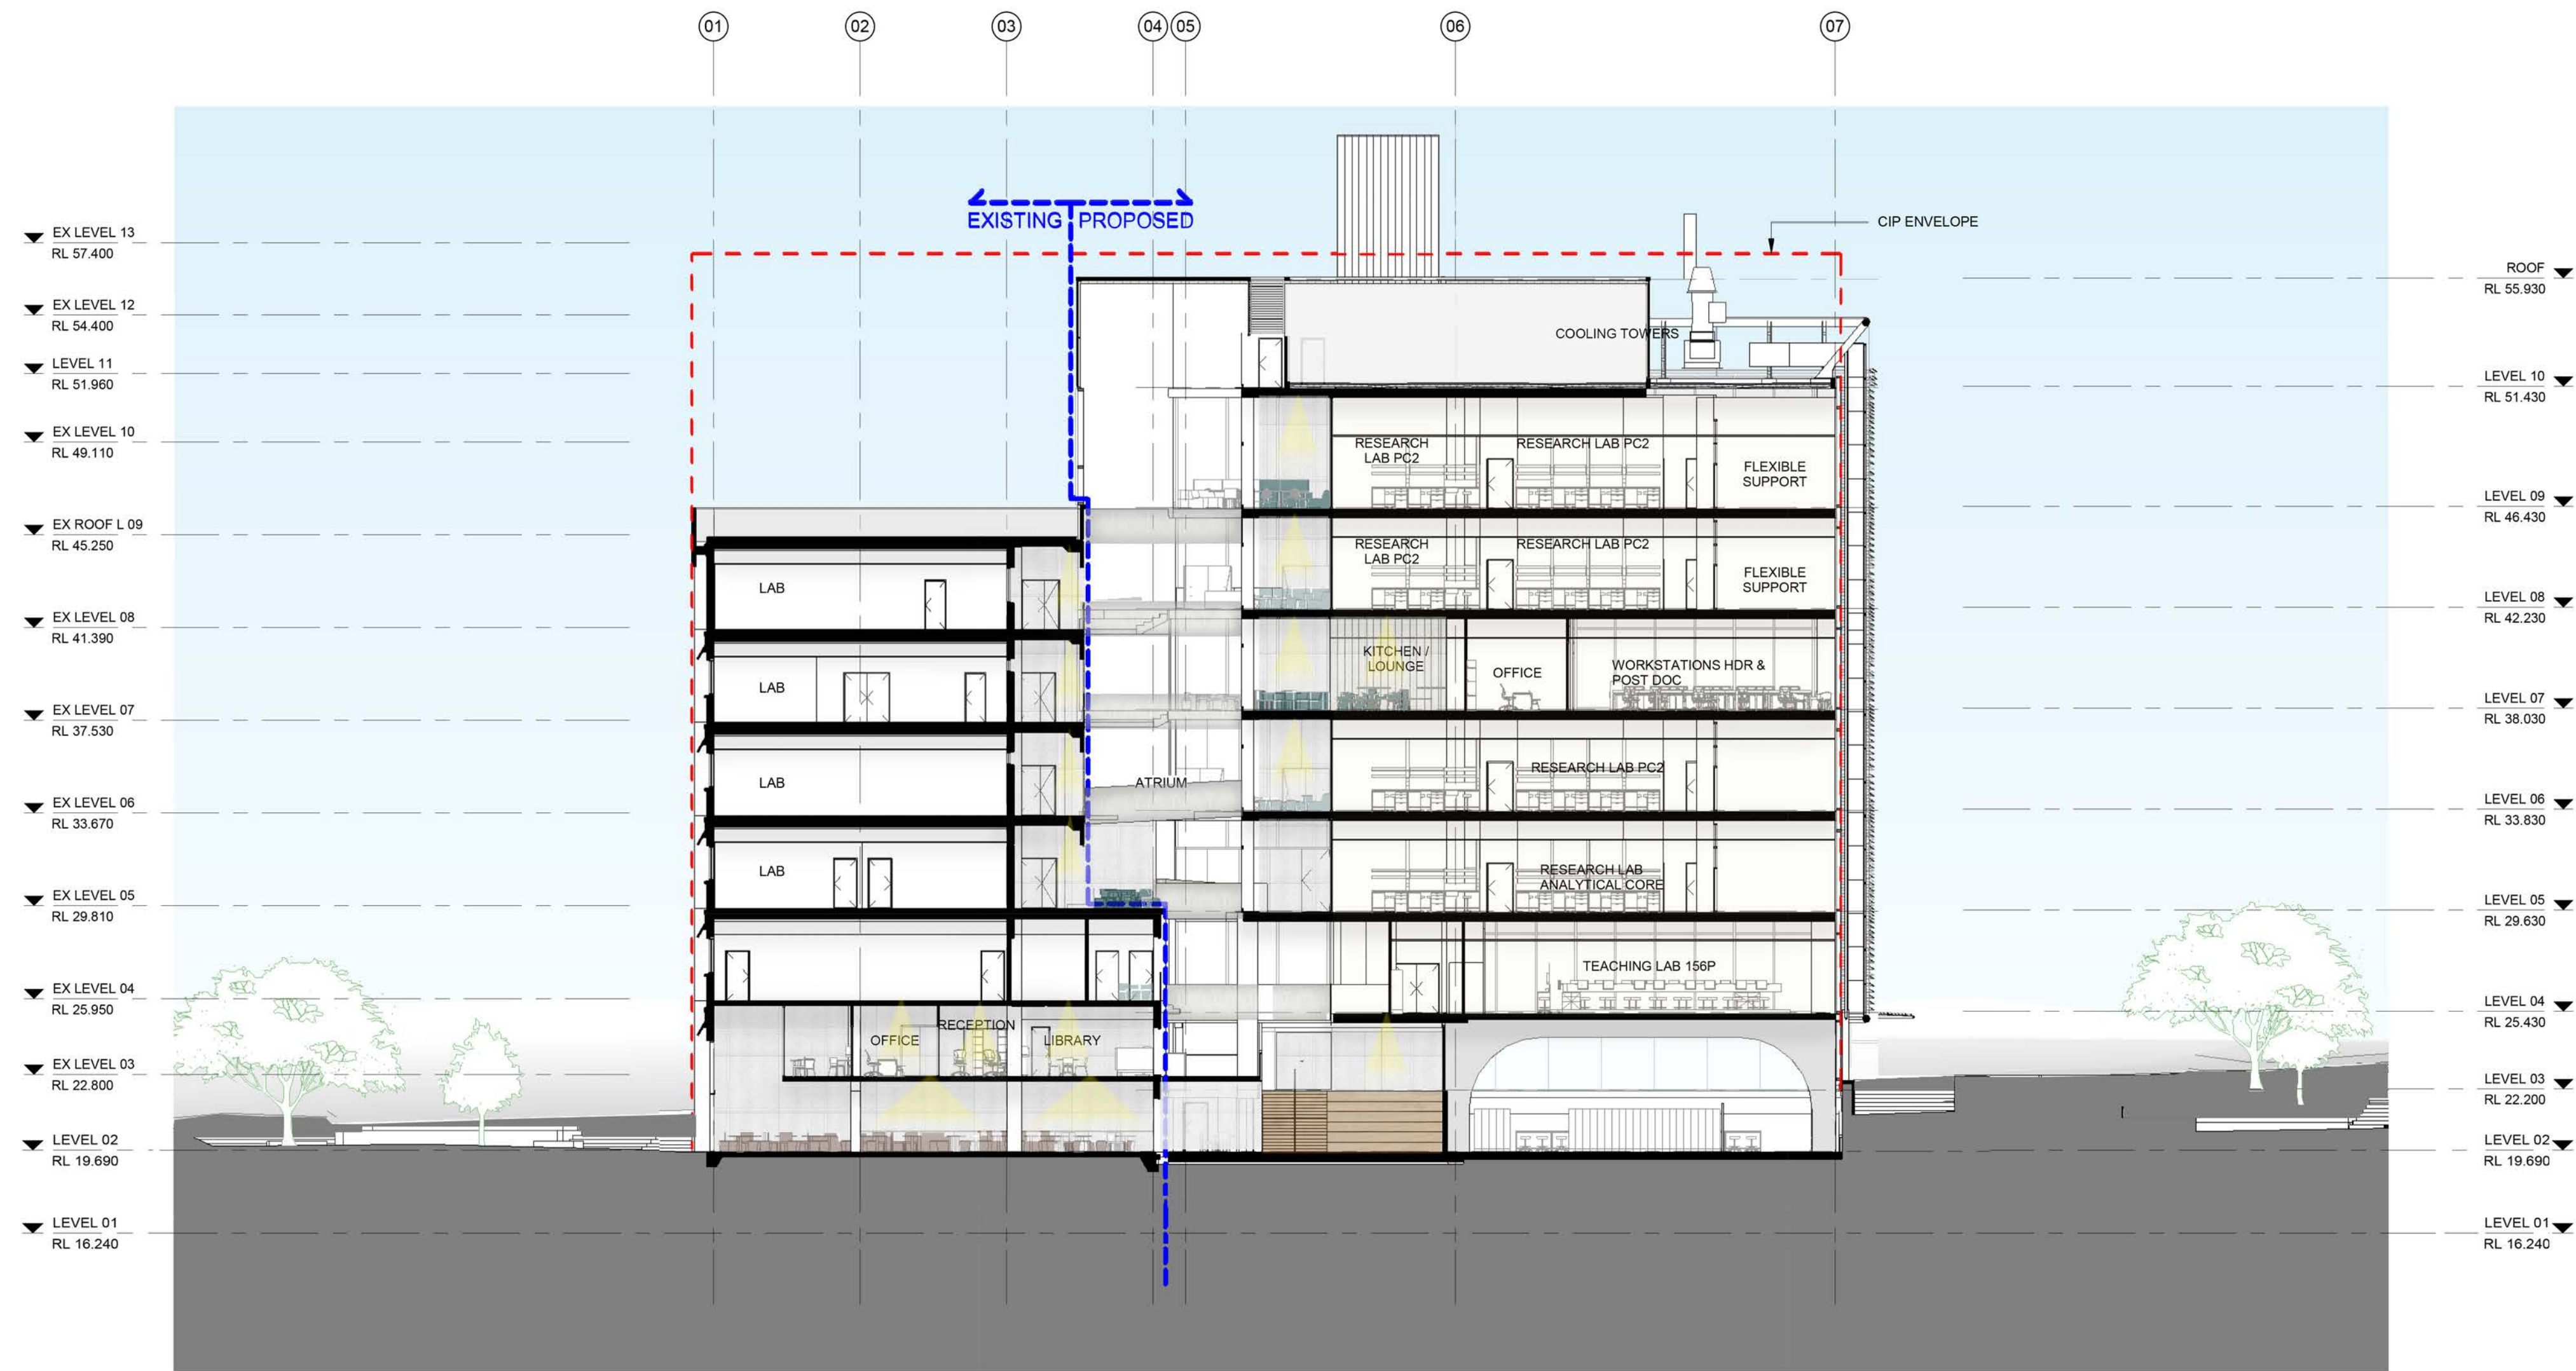 01
02
03
04
05
06
07
EXISTING
PROPOSED
CIP ENVELOPE
EX LEVEL 13
RL 57.400
EX LEVEL 12
RL 54.400
LEVEL 11
RL 51.960
EX LEVEL 10
RL 49.110
EX ROOF L 09
RL 45.250
EX LEVEL 08
RL 41.390
EX LEVEL 07
RL 37.530
EX LEVEL 06
RL 33.670
EX LEVEL 05
RL 29.810
EX LEVEL 04
RL 25.950
EX LEVEL 03
RL 22.800
LEVEL 02
RL 19.690
LEVEL 01
RL 16.240
COOLING TOWERS
RESEARCH
LAB PC2
RESEARCH LAB PC2
FLEXIBLE
SUPPORT
RESEARCH
LAB PC2
RESEARCH LAB PC2
FLEXIBLE
SUPPORT
LAB
KITCHEN /
LOUNGE
OFFICE
WORKSTATIONS HDR &
POST DOC
LAB
ATRIUM
RESEARCH LAB PC2
LAB
RESEARCH LAB
ANALYTICAL CORE
LAB
TEACHING LAB 156P
OFFICE
RECEPTION
LIBRARY
ROOF
RL 55.930
LEVEL 10
RL 51.430
LEVEL 09
RL 46.430
LEVEL 08
RL 42.230
LEVEL 07
RL 38.030
LEVEL 06
RL 33.830
LEVEL 05
RL 29.630
LEVEL 04
RL 25.430
LEVEL 03
RL 22.200
LEVEL 02
RL 19.690
LEVEL 01
RL 16.240